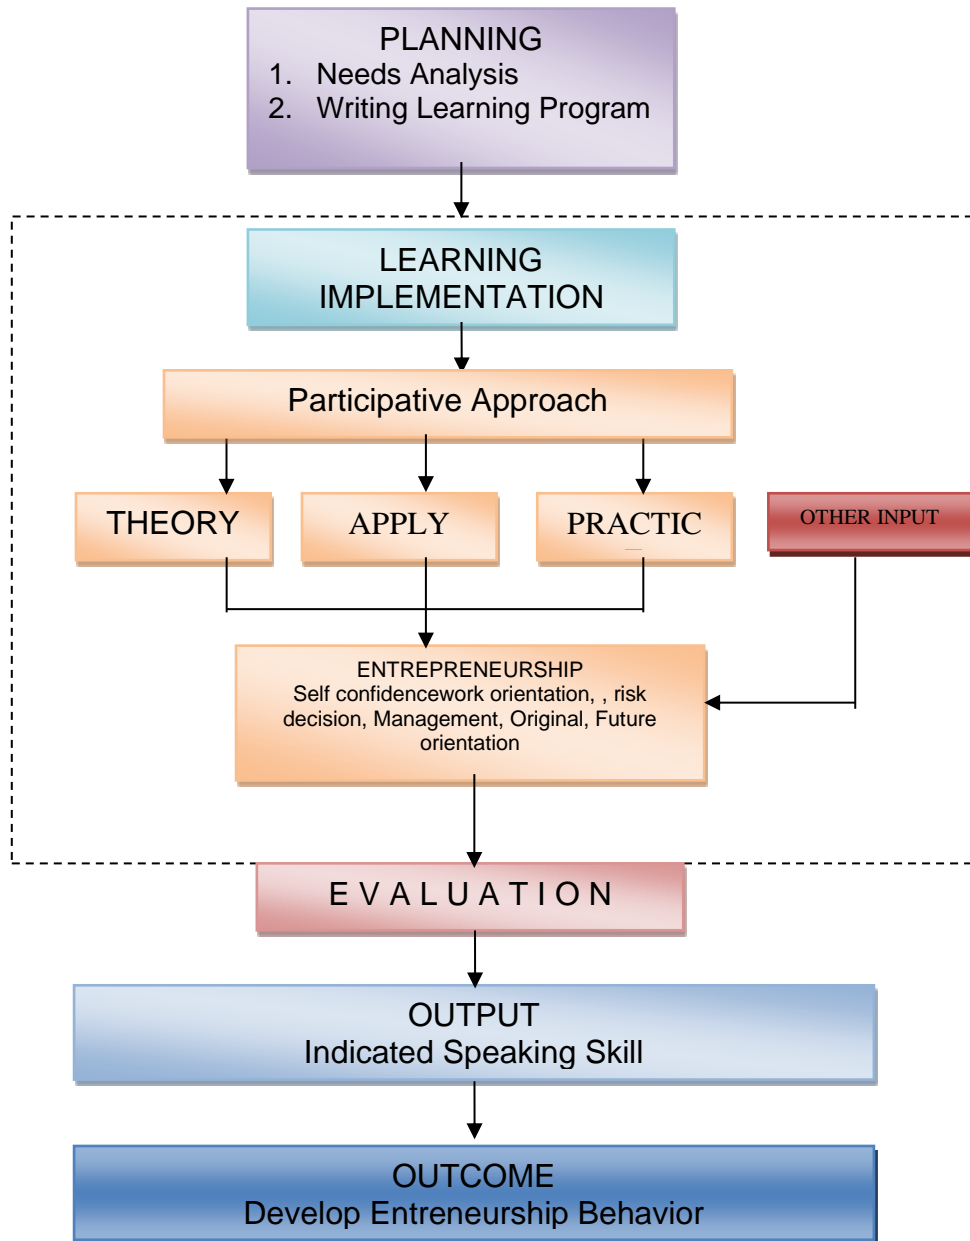 PLANNING
1. Needs Analysis
2. Writing Learning Program
LEARNING
IMPLEMENTATION
Participative Approach
THEORY
APPLY
PRACTIC
OTHER INPUT
ENTREPRENEURSHIP
Self confidencework orientation, , risk
decision, Management, Original, Future
orientation
E V A L U A T I O N
OUTPUT
Indicated Speaking Skill
OUTCOME
Develop Entreneurship Behavior